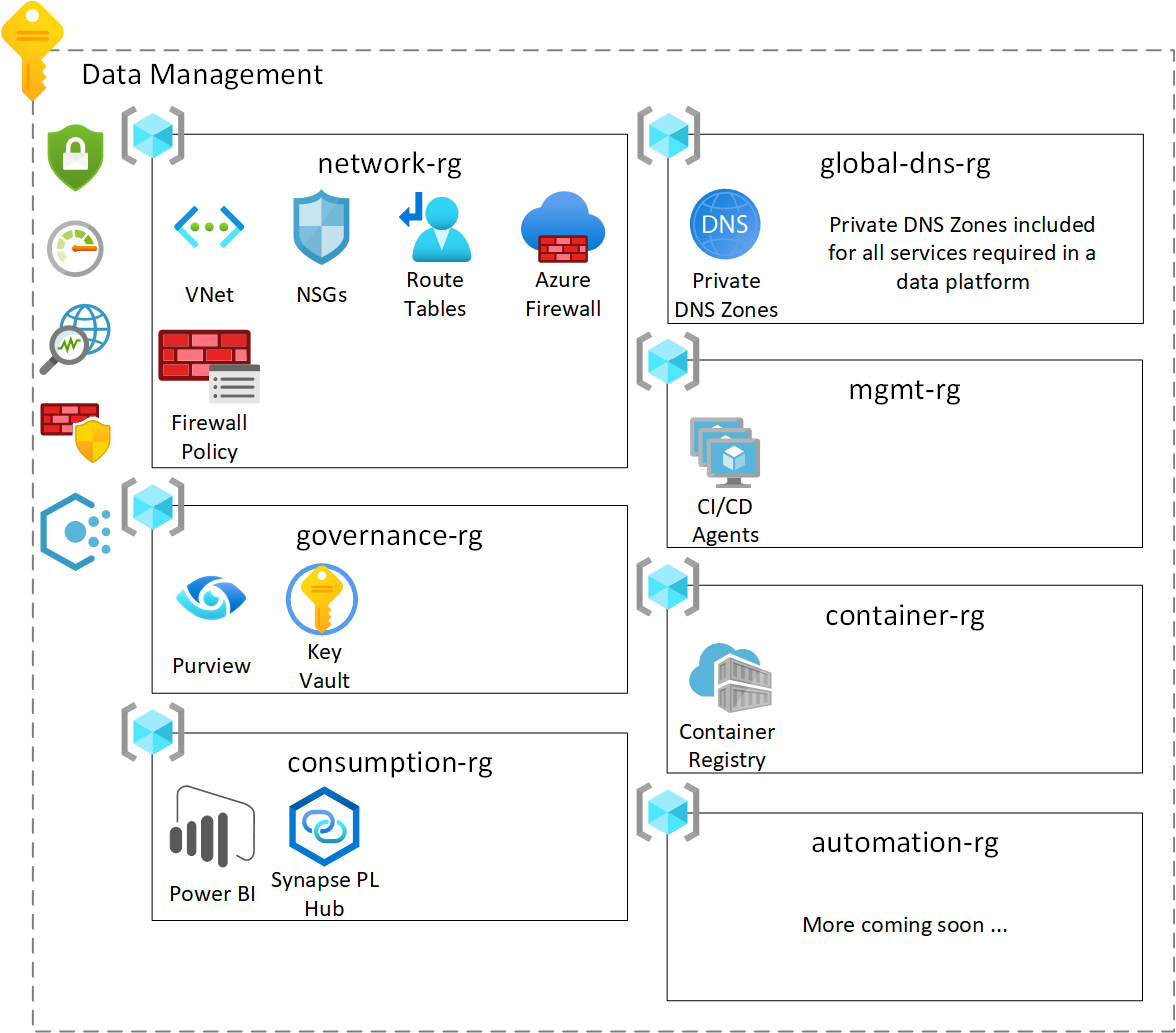 Data Management
network-rg
VNet
NSGs
Route
Tables
Azure
Firewall
Firewall
Policy
global-dns-rg
DNS
Private
DNS Zones
Private DNS Zones included
for all services required in a
data platform
mgmt-rg
CI/CD
Agents
governance-rg
Purview
Key
Vault
container-rg
Container
Registry
consumption-rg
Power BI
Synapse PL
Hub
automation-rg
More coming soon ...